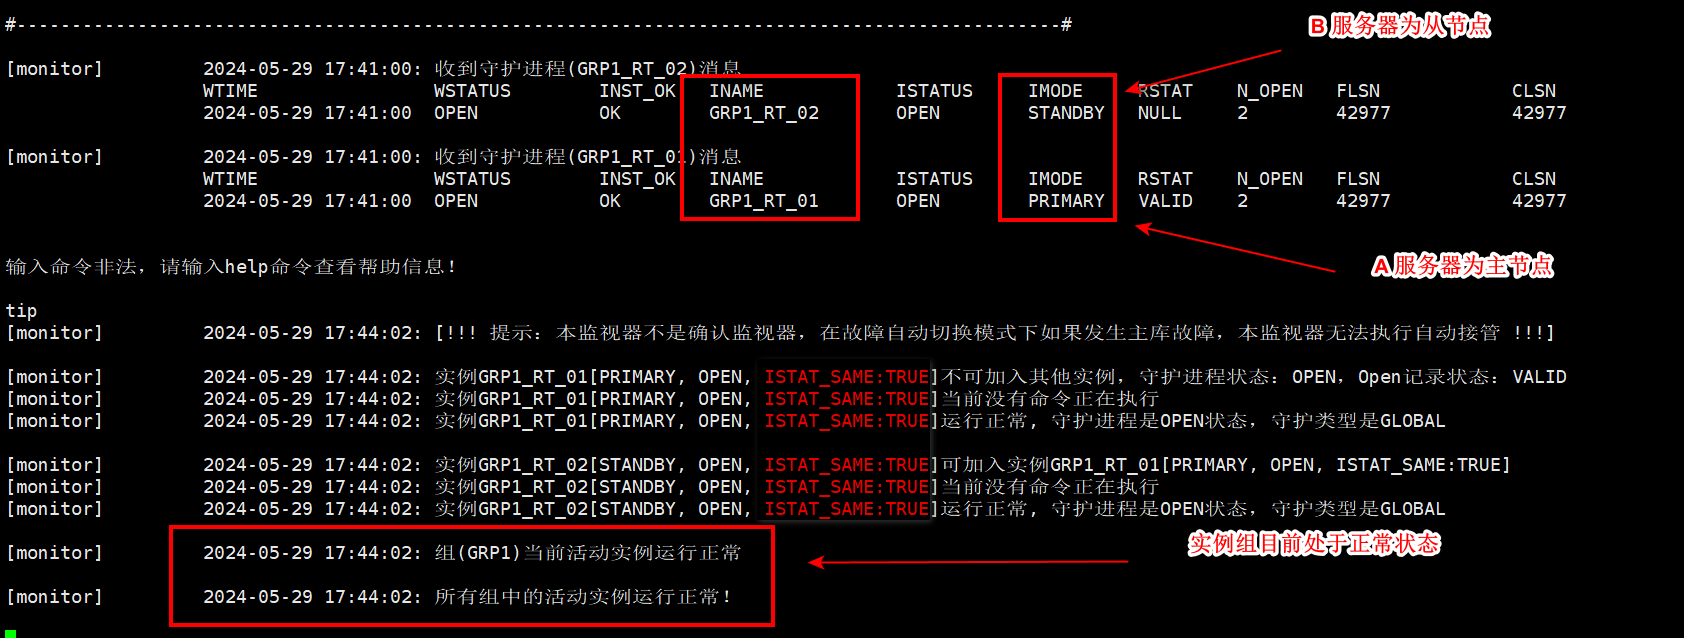 #-----------------------------------------------------------------------------------------------#
B 服务器为从节点
[monitor] 2024-05-29 17:41:00: 收到守护进程(GRP1_RT_02)消息
WTIME WSTATUS INST_OK INAME ISTATUS IMODE RSTAT N_OPEN FLSN CLSN
2024-05-29 17:41:00 OPEN OK GRP1_RT_02 OPEN STANDBY NULL 2 42977 42977
[monitor] 2024-05-29 17:41:00: 收到守护进程(GRP1_RT_01)消息
WTIME WSTATUS INST_OK INAME ISTATUS IMODE RSTAT N_OPEN FLSN CLSN
2024-05-29 17:41:00 OPEN OK GRP1_RT_01 OPEN PRIMARY VALID 2 42977 42977
A 服务器为主节点
输入命令非法，请输入help命令查看帮助信息！
tip
[monitor] 2024-05-29 17:44:02: [!!! 提示：本监视器不是确认监视器，在故障自动切换模式下如果发生主库故障，本监视器无法执行自动接管 !!!]
[monitor] 2024-05-29 17:44:02: 实例GRP1_RT_01[PRIMARY, OPEN, ISTAT_SAME:TRUE]不可加入其他实例，守护进程状态：OPEN，Open记录状态：VALID
[monitor] 2024-05-29 17:44:02: 实例GRP1_RT_01[PRIMARY, OPEN, ISTAT_SAME:TRUE]当前没有命令正在执行
[monitor] 2024-05-29 17:44:02: 实例GRP1_RT_01[PRIMARY, OPEN, ISTAT_SAME:TRUE]运行正常, 守护进程是OPEN状态，守护类型是GLOBAL
[monitor] 2024-05-29 17:44:02: 实例GRP1_RT_02[STANDBY, OPEN, ISTAT_SAME:TRUE]可加入实例GRP1_RT_01[PRIMARY, OPEN, ISTAT_SAME:TRUE]
[monitor] 2024-05-29 17:44:02: 实例GRP1_RT_02[STANDBY, OPEN, ISTAT_SAME:TRUE]当前没有命令正在执行
[monitor] 2024-05-29 17:44:02: 实例GRP1_RT_02[STANDBY, OPEN, ISTAT_SAME:TRUE]运行正常, 守护进程是OPEN状态，守护类型是GLOBAL
实例组目前处于正常状态
[monitor] 2024-05-29 17:44:02: 组(GRP1)当前活动实例运行正常
[monitor] 2024-05-29 17:44:02: 所有组中的活动实例运行正常！